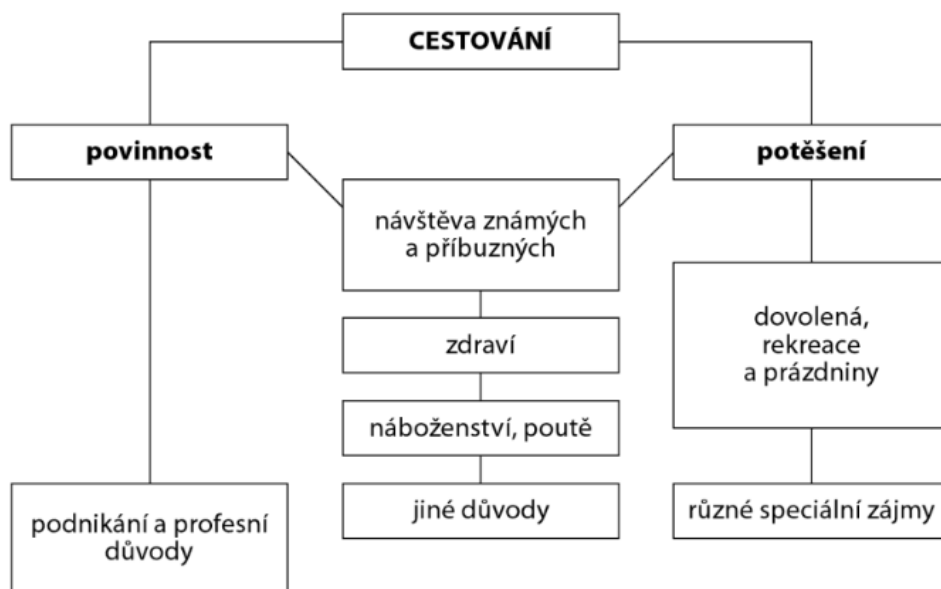 CESTOVÁNÍ
povinnost
potěšení
návštěva známých
a příbuzných
dovolená,
rekreace
a prázdniny
zdraví
náboženství, poutě
jiné důvody
různé speciální zájmy
podnikání a profesní
důvody